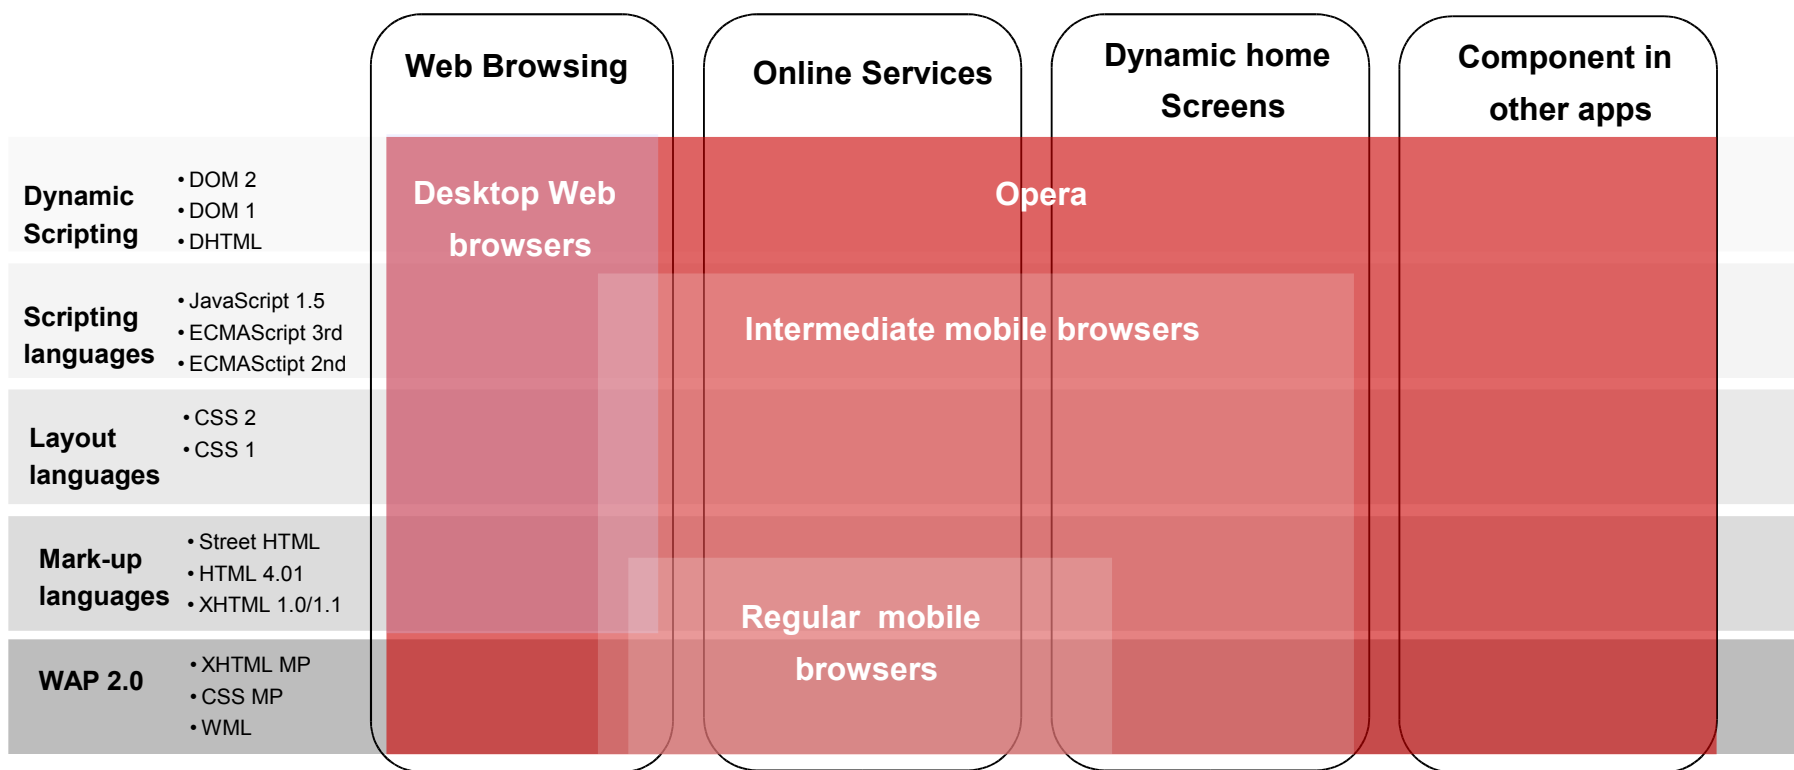 Web Browsing
Online Services
Dynamic home
Screens
Component in
other apps
Dynamic
Scripting
• DOM 2
• DOM 1
• DHTML
Desktop Web
browsers
Opera
Scripting
languages
• JavaScript 1.5
• ECMAScript 3rd
• ECMASctipt 2nd
Intermediate mobile browsers
Layout
languages
• CSS 2
• CSS 1
Mark-up
languages
• Street HTML
• HTML 4.01
• XHTML 1.0/1.1
Regular mobile
browsers
WAP 2.0
• XHTML MP
• CSS MP
• WML